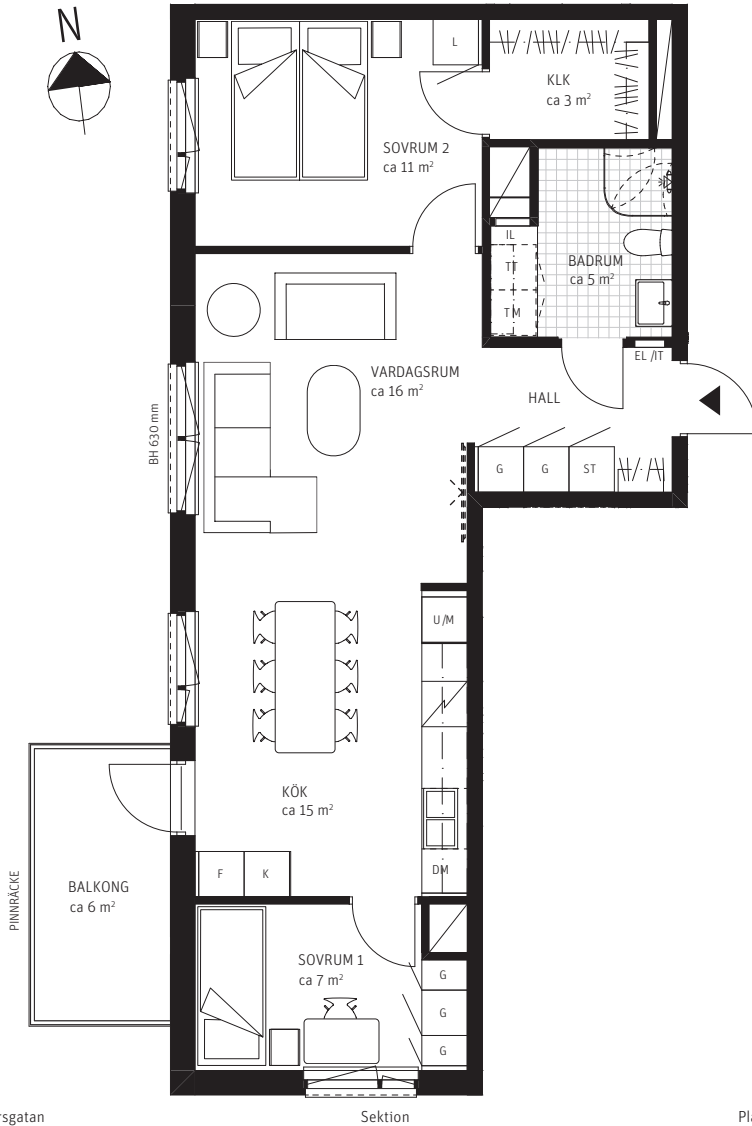 N
L
KLK
ca 3 m²
SOVRUM 2
ca 11 m²
IL
TT
TM
BADRUM
ca 5 m²
EL /IT
VARDAGSRUM
ca 16 m²
HALL
BH 630 mm
G
G
ST
U/M
KÖK
ca 15 m²
F
K
DM
BALKONG
ca 6 m²
PINNRÄCKE
SOVRUM 1
ca 7 m²
G
G
G
rsgatan
Sektion
Pla